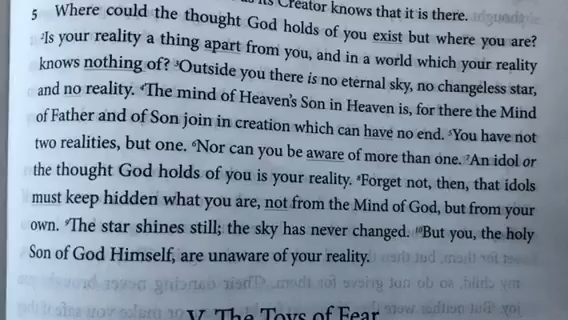 its Creator knows that it is there.
5 Where could the thought God holds of you exist but where you are?
²Is your reality a thing apart from you, and in a world which your reality
knows nothing of? ³Outside you there is no eternal sky, no changeless star,
and no reality. ⁴The mind of Heaven's Son in Heaven is, for there the Mind
of Father and of Son join in creation which can have no end. ⁵You have not
two realities, but one. ⁶Nor can you be aware of more than one. ⁷An idol or
the thought God holds of you is your reality. ⁸Forget not, then, that idols
must keep hidden what you are, not from the Mind of God, but from your
own. ⁹The star shines still; the sky has never changed. ¹⁰But you, the holy
Son of God Himself, are unaware of your reality.
V The Toys of Fear